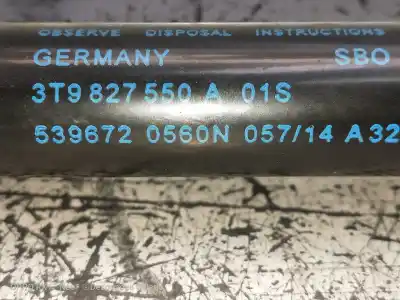 OBSERVE DISPOSAL INSTRUCTIONS
GERMANY SBO
3T9 827 550 A 01S
539672 0560N 057/14 A32